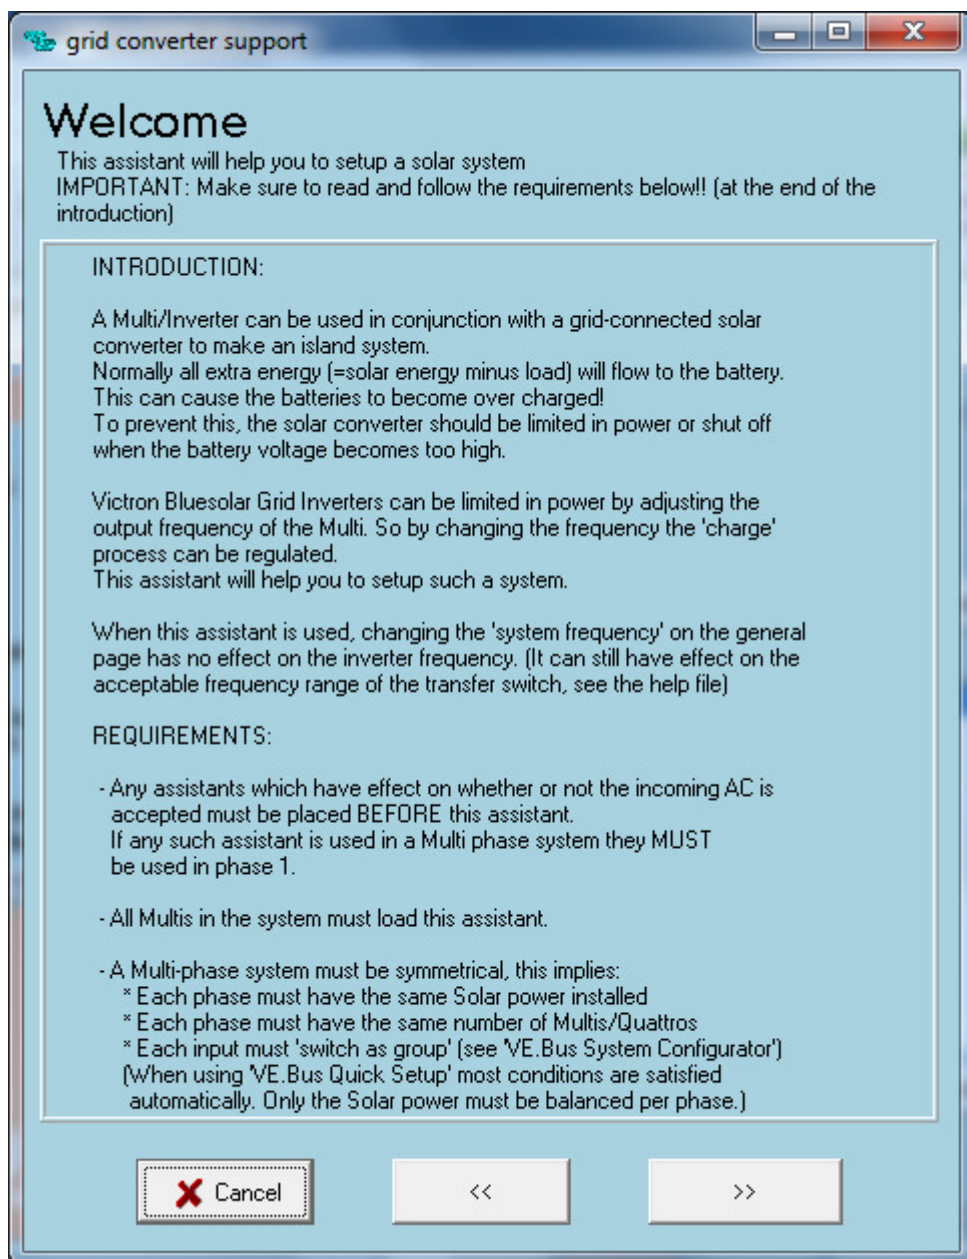 grid converter support
Welcome
This assistant will help you to setup a solar system
IMPORTANT: Make sure to read and follow the requirements below!! (at the end of the
introduction)
INTRODUCTION:
A Multi/Inverter can be used in conjunction with a grid-connected solar
converter to make an island system.
Normally all extra energy (=solar energy minus load) will flow to the battery.
This can cause the batteries to become over charged!
To prevent this, the solar converter should be limited in power or shut off
when the battery voltage becomes too high.
Victron Bluesolar Grid Inverters can be limited in power by adjusting the
output frequency of the Multi. So by changing the frequency the 'charge'
process can be regulated.
This assistant will help you to setup such a system.
When this assistant is used, changing the 'system frequency' on the general
page has no effect on the inverter frequency. (It can still have effect on the
acceptable frequency range of the transfer switch, see the help file)
REQUIREMENTS:
- Any assistants which have effect on whether or not the incoming AC is
accepted must be placed BEFORE this assistant.
If any such assistant is used in a Multi phase system they MUST
be used in phase 1.
- All Multis in the system must load this assistant.
- A Multi-phase system must be symmetrical, this implies:
* Each phase must have the same Solar power installed
* Each phase must have the same number of Multis/Quattros
* Each input must 'switch as group' (see 'VE.Bus System Configurator')
(When using 'VE.Bus Quick Setup' most conditions are satisfied
automatically. Only the Solar power must be balanced per phase.)
Cancel
<<
>>